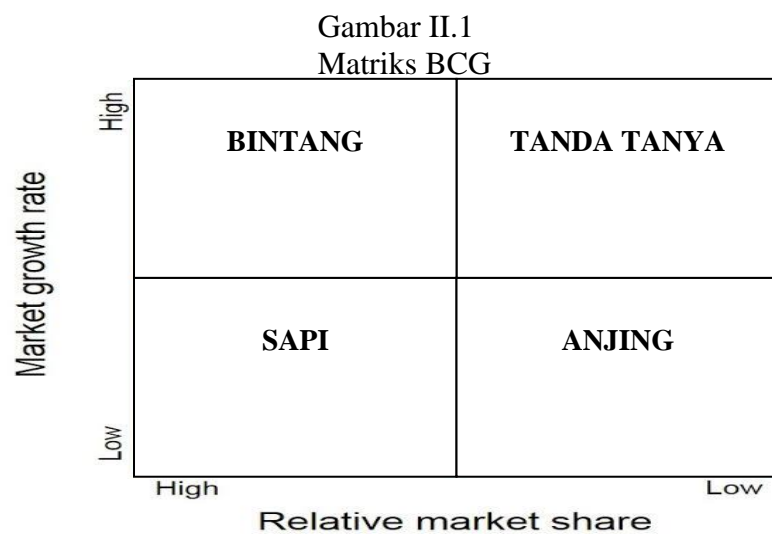 Gambar II.1
Matriks BCG
High
BINTANG
TANDA TANYA
Market growth rate
SAPI
ANJING
Low
High
Low
Relative market share